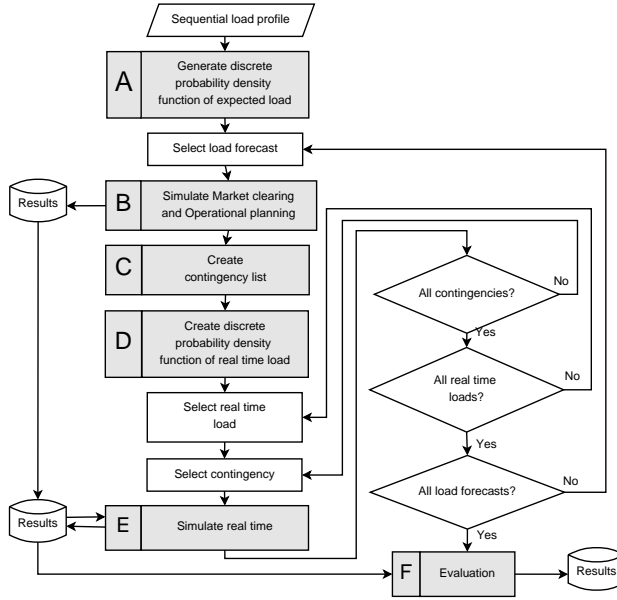 Sequential load profile
A
Generate discrete
probability density
function of expected load
Select load forecast
Results
B
Simulate Market clearing
and Operational planning
C
Create
contingency list
D
Create discrete
probability density
function of real time load
Select real time
load
Select contingency
Results
E
Simulate real time
All contingencies?
No
Yes
All real time
loads?
No
Yes
All load forecasts?
No
Yes
F
Evaluation
Results